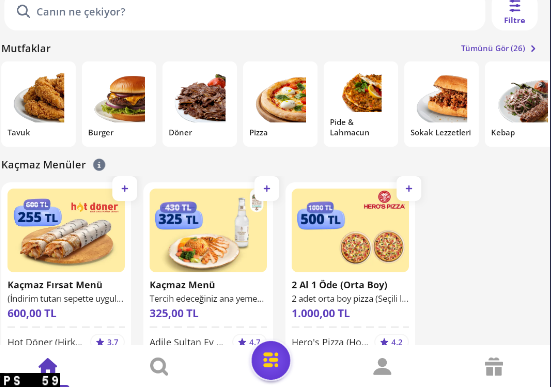 Canın ne çekiyor?
Filtre
Mutfaklar
Tümünü Gör (26)
Tavuk
Burger
Döner
Pizza
Pide &
Lahmacun
Sokak Lezzetleri
Kebap
Kaçmaz Menüler
600 TL
255 TL
hot döner
430 TL
325 TL
1000 TL
500 TL
HERO'S PIZZA
Kaçmaz Fırsat Menü
(İndirim tutarı sepette uygul...
600,00 TL
Hot Döner (Hırk...
3.7
Kaçmaz Menü
Tercih edeceğiniz ana yeme...
325,00 TL
Adile Sultan Ev ...
4.7
2 Al 1 Öde (Orta Boy)
2 adet orta boy pizza (Seçili l...
1.000,00 TL
Hero's Pizza (Ho...
4.2
PS 59